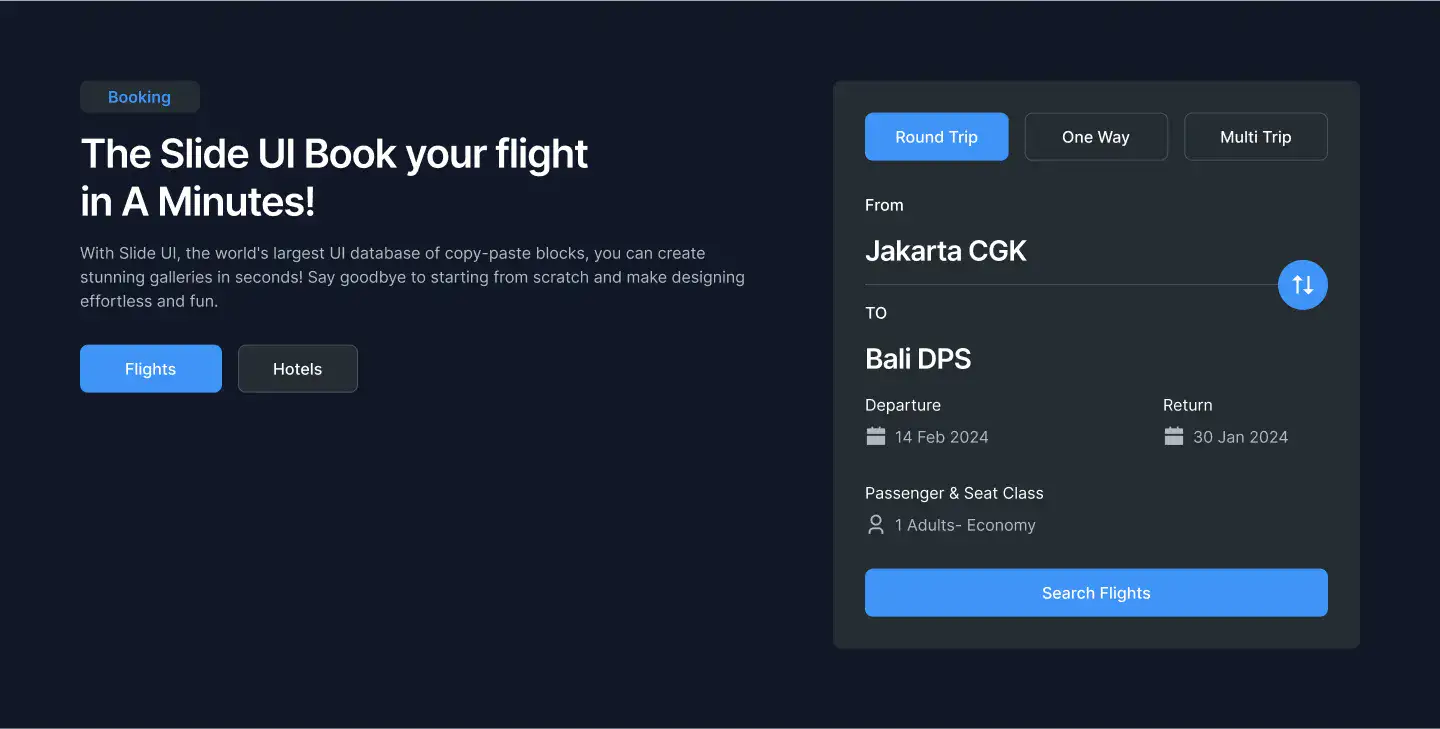 Booking
The Slide UI Book your flight
in A Minutes!
With Slide UI, the world's largest UI database of copy-paste blocks, you can create
stunning galleries in seconds! Say goodbye to starting from scratch and make designing
effortless and fun.
Flights
Hotels
Round Trip
One Way
Multi Trip
From
Jakarta CGK
TO
Bali DPS
Departure
Return
14 Feb 2024
30 Jan 2024
Passenger & Seat Class
1 Adults- Economy
Search Flights